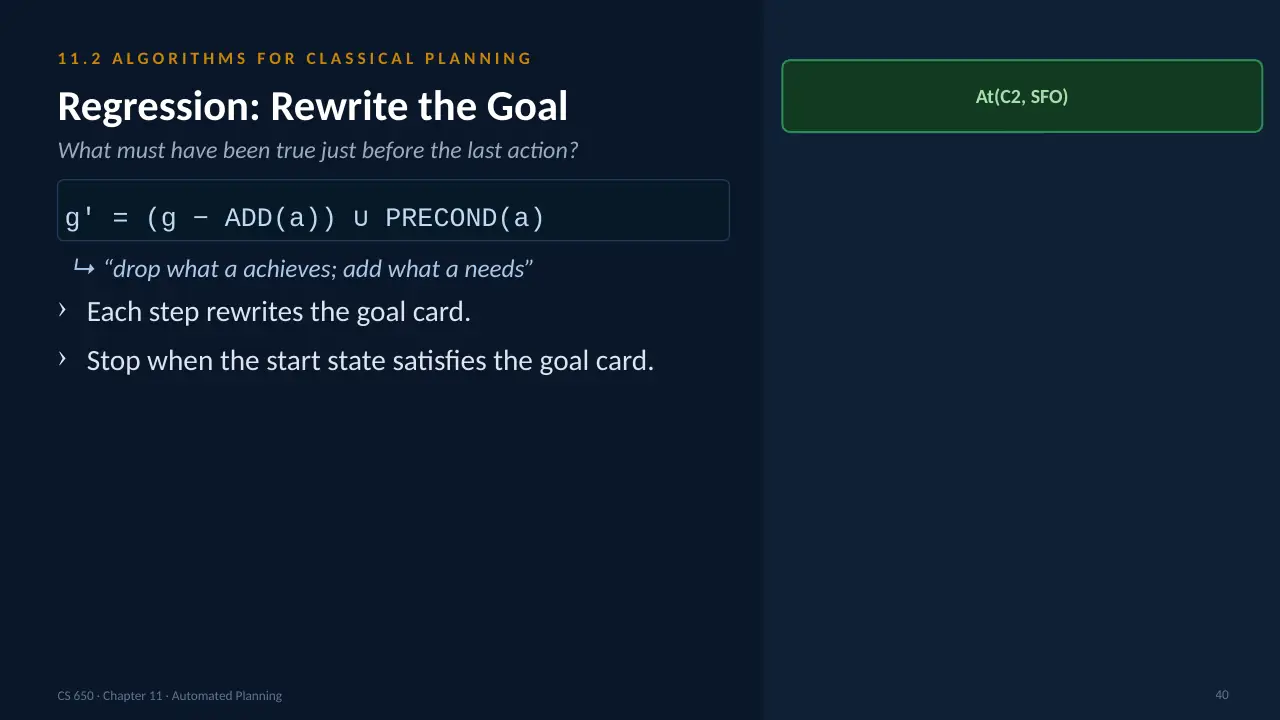 11.2 ALGORITHMS FOR CLASSICAL PLANNING
Regression: Rewrite the Goal
What must have been true just before the last action?
g' = (g − ADD(a)) ∪ PRECOND(a)
↪ “drop what a achieves; add what a needs”
› Each step rewrites the goal card.
› Stop when the start state satisfies the goal card.
At(C2, SFO)
CS 650 · Chapter 11 · Automated Planning
40